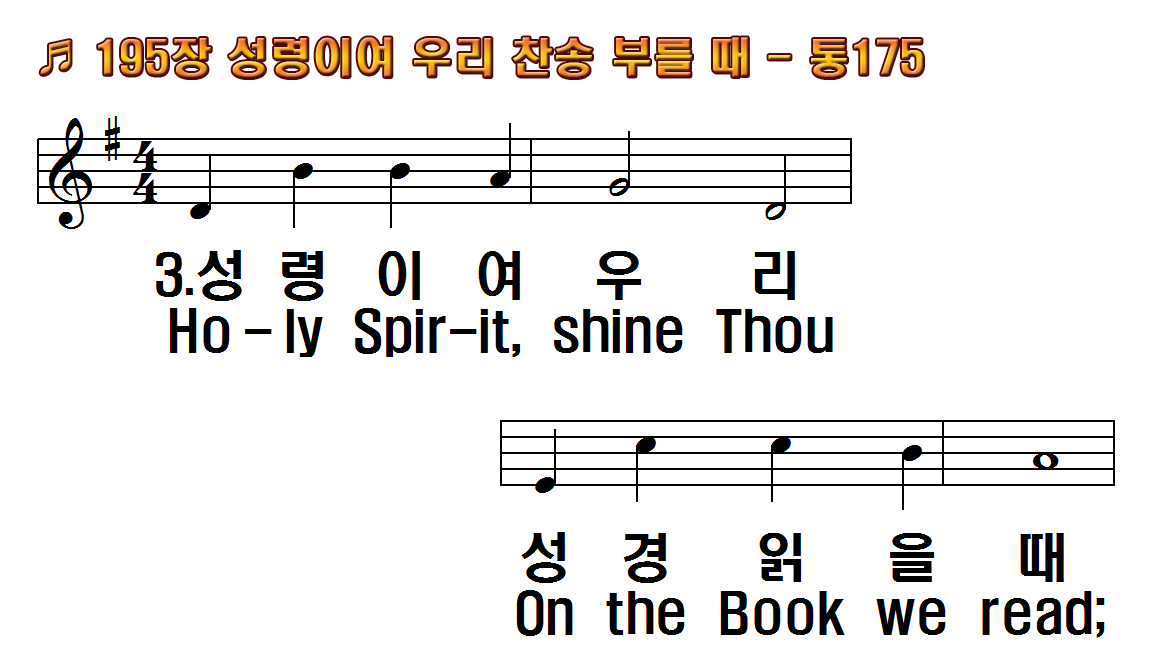 ♬ 195장 성령이여 우리 찬송 부를 때 - 통175
4
4
3.성 령 이 여 우 리
Ho-ly Spir-it, shine Thou
성 경 읽 을 때
On the Book we read;